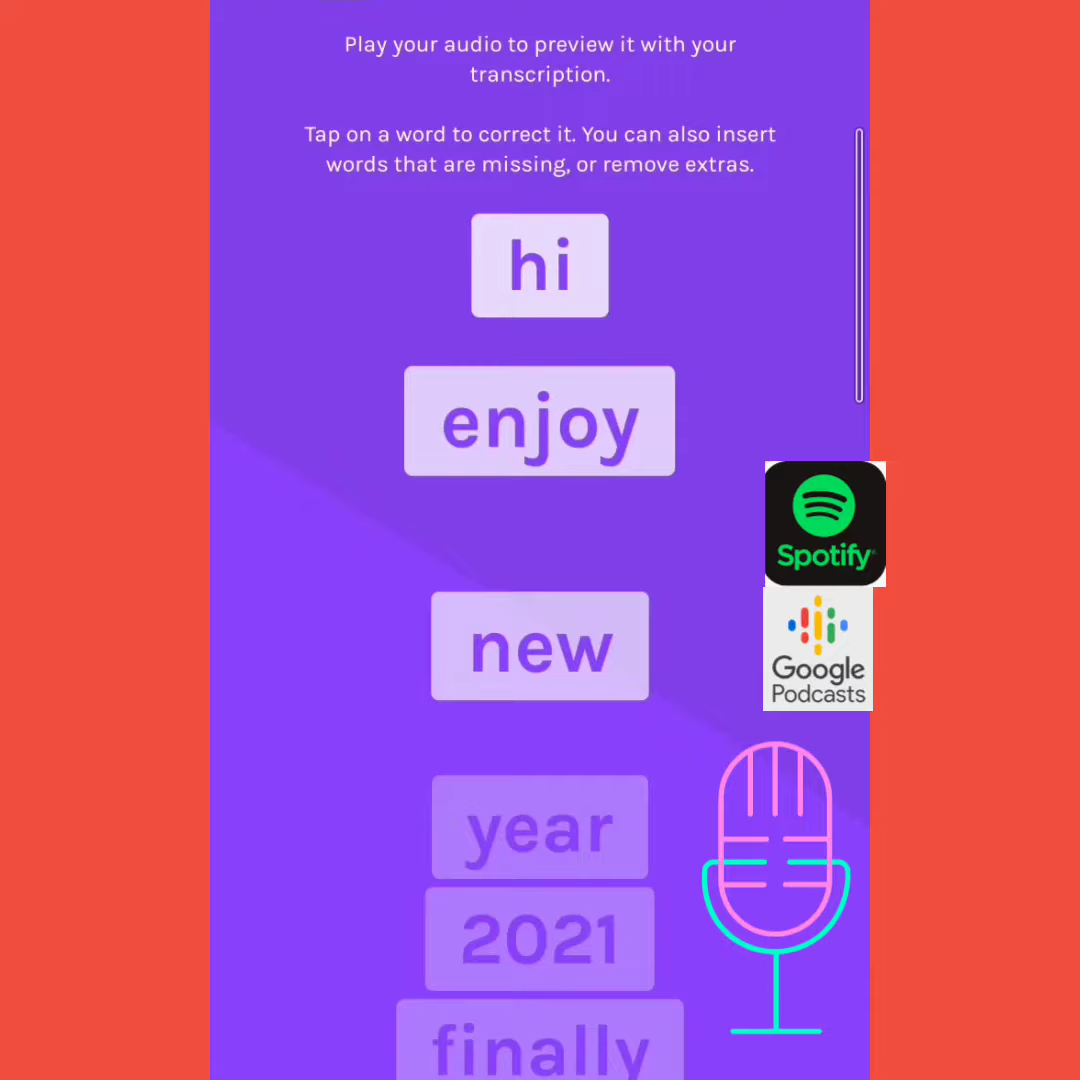 Play your audio to preview it with your
transcription.
Tap on a word to correct it. You can also insert
words that are missing, or remove extras.
hi
enjoy
Spotify
new
Google
Podcasts
year
2021
finally